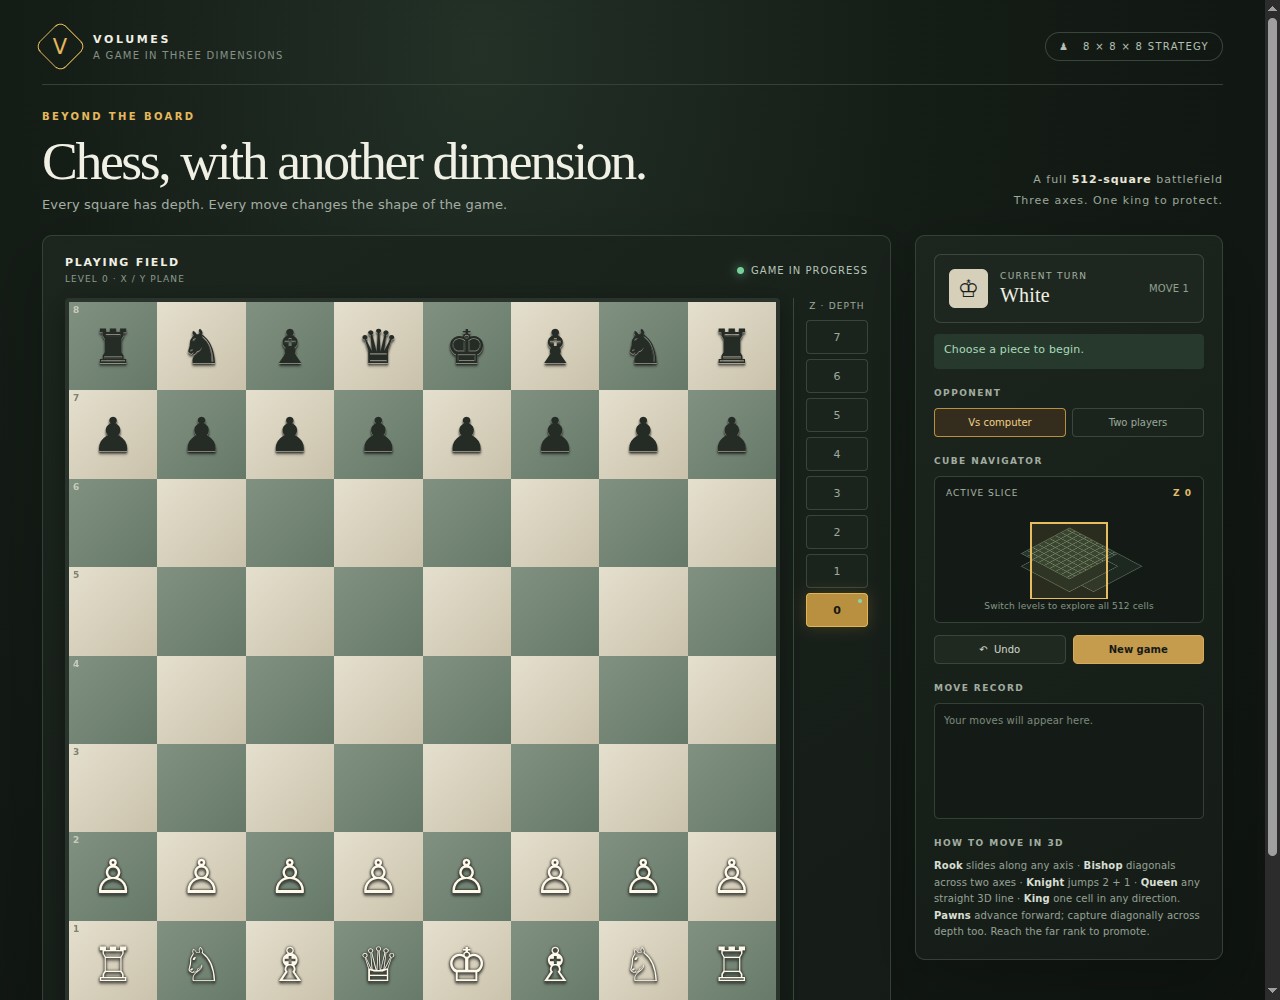 V
VOLUMES
A GAME IN THREE DIMENSIONS
8 × 8 × 8 STRATEGY
BEYOND THE BOARD
Chess, with another dimension.
Every square has depth. Every move changes the shape of the game.
A full 512-square battlefield
Three axes. One king to protect.
PLAYING FIELD
LEVEL 0 · X / Y PLANE
GAME IN PROGRESS
8
7
6
5
4
3
2
1
Z · DEPTH
7
6
5
4
3
2
1
0
CURRENT TURN
White
MOVE 1
Choose a piece to begin.
OPPONENT
Vs computer
Two players
CUBE NAVIGATOR
ACTIVE SLICE
Z 0
Switch levels to explore all 512 cells
↶ Undo
New game
MOVE RECORD
Your moves will appear here.
HOW TO MOVE IN 3D
Rook slides along any axis · Bishop diagonals
across two axes · Knight jumps 2 + 1 · Queen any
straight 3D line · King one cell in any direction.
Pawns advance forward; capture diagonally across
depth too. Reach the far rank to promote.